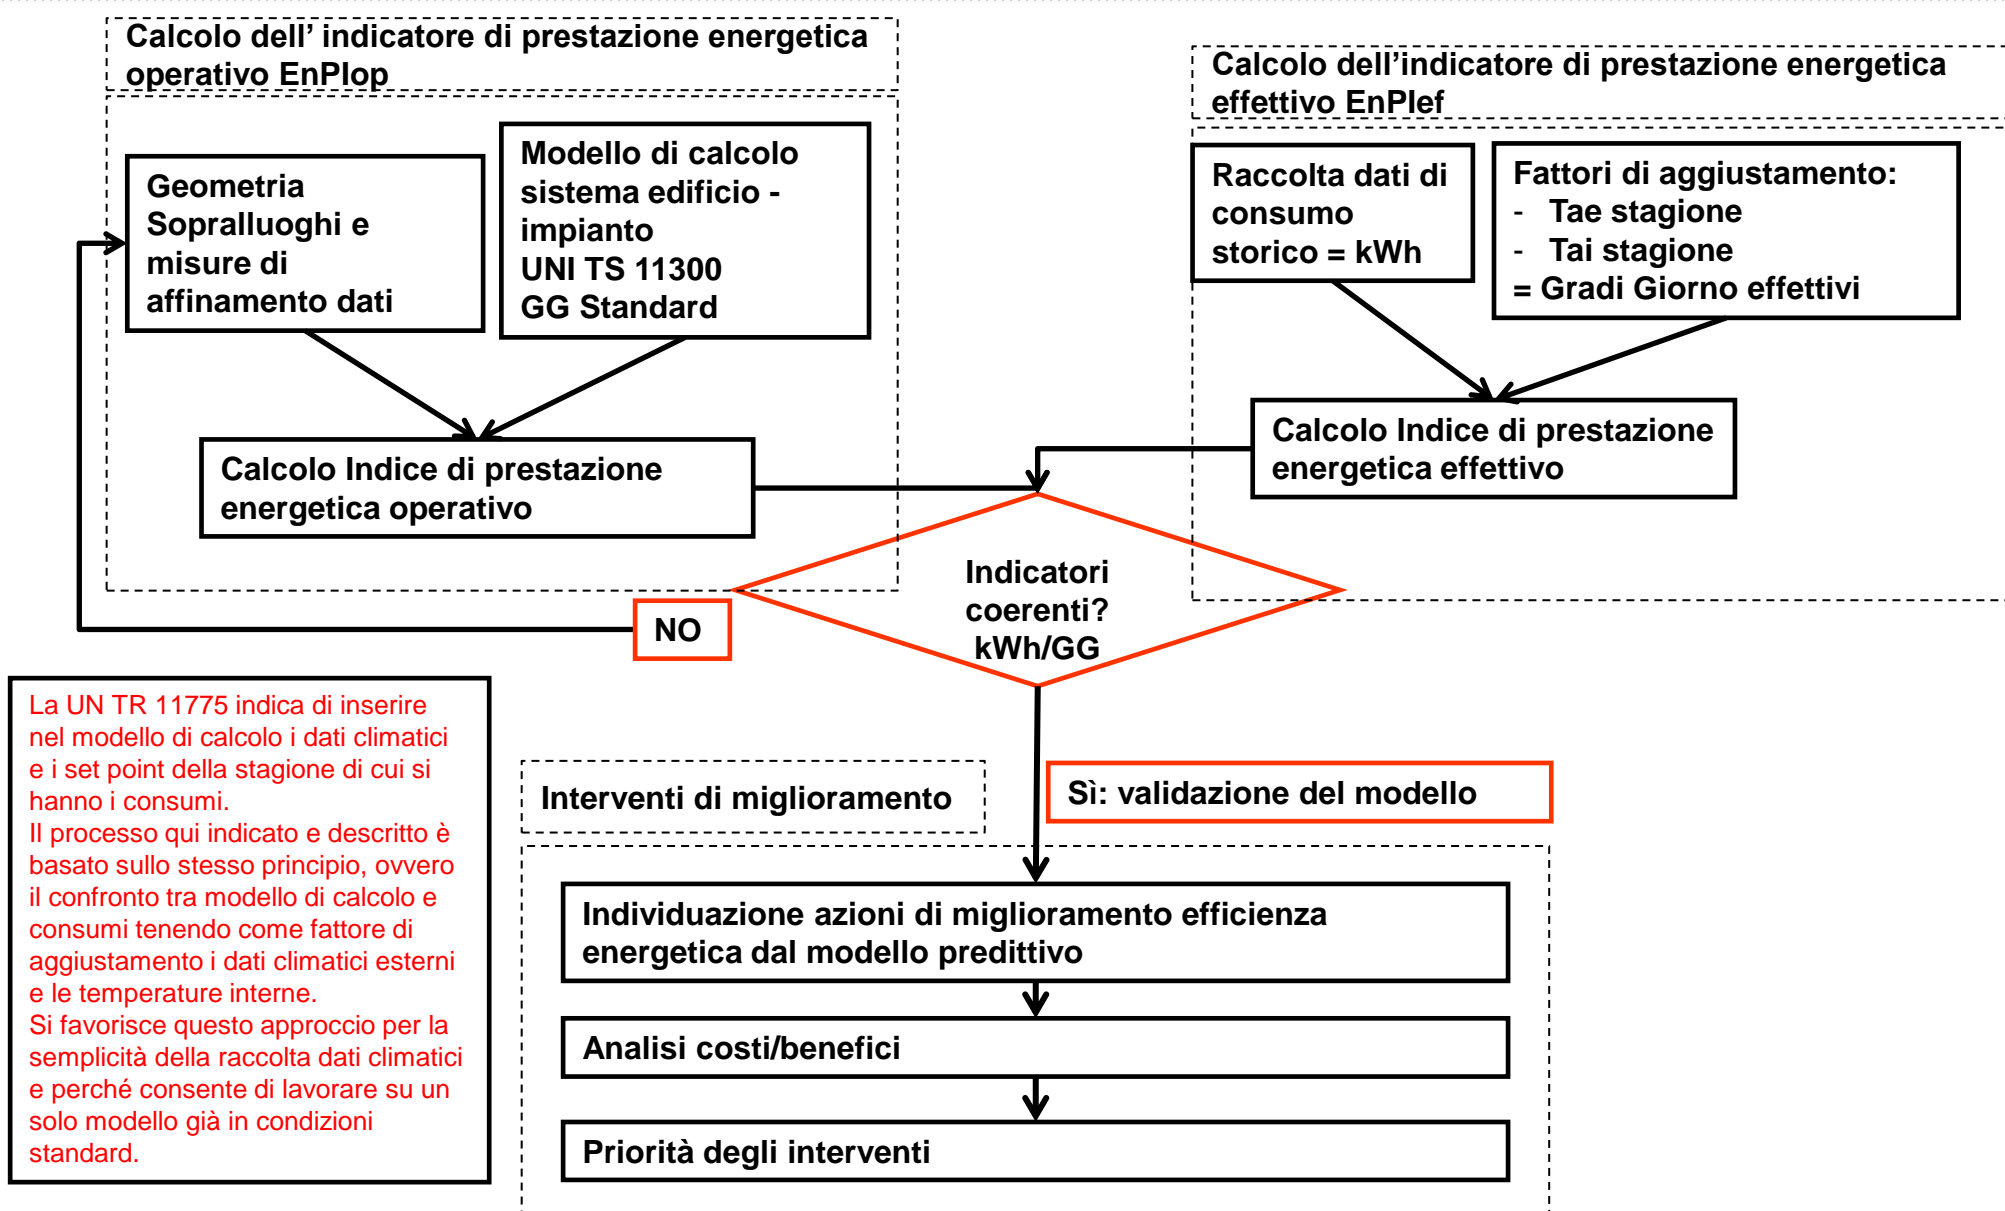 Calcolo dell’ indicatore di prestazione energetica
operativo EnPIop
Geometria
Sopralluoghi e
misure di
affinamento dati
Modello di calcolo
sistema edificio -
impianto
UNI TS 11300
GG Standard
Calcolo Indice di prestazione
energetica operativo
Calcolo dell’indicatore di prestazione energetica
effettivo EnPIef
Raccolta dati di
consumo
storico = kWh
Fattori di aggiustamento:
- Tae stagione
- Tai stagione
= Gradi Giorno effettivi
Calcolo Indice di prestazione
energetica effettivo
Indicatori
coerenti?
kWh/GG
NO
La UN TR 11775 indica di inserire
nel modello di calcolo i dati climatici
e i set point della stagione di cui si
hanno i consumi.
Il processo qui indicato e descritto è
basato sullo stesso principio, ovvero
il confronto tra modello di calcolo e
consumi tenendo come fattore di
aggiustamento i dati climatici esterni
e le temperature interne.
Si favorisce questo approccio per la
semplicità della raccolta dati climatici
e perché consente di lavorare su un
solo modello già in condizioni
standard.
Interventi di miglioramento
Sì: validazione del modello
Individuazione azioni di miglioramento efficienza
energetica dal modello predittivo
Analisi costi/benefici
Priorità degli interventi